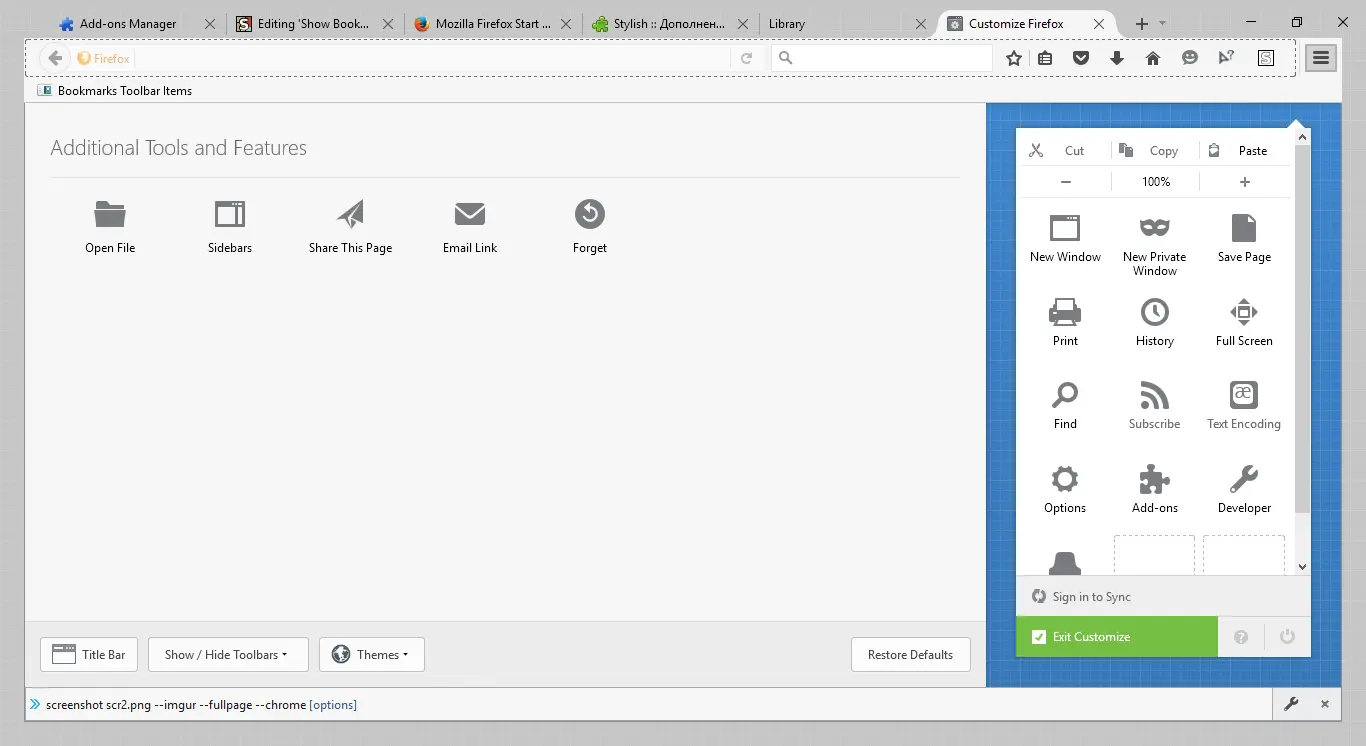 Add-ons Manager
Editing 'Show Book...
Mozilla Firefox Start ...
Stylish :: Дополнен...
Library
Customize Firefox
Firefox
Bookmarks Toolbar Items
Additional Tools and Features
Open File
Sidebars
Share This Page
Email Link
Forget
Cut
Copy
Paste
− 100% +
New Window
New Private
Window
Save Page
Print
History
Full Screen
Find
Subscribe
æ
Text Encoding
Options
Add-ons
Developer
Sign in to Sync
Exit Customize
?
Title Bar
Show / Hide Toolbars
Themes
Restore Defaults
screenshot scr2.png --imgur --fullpage --chrome [options]